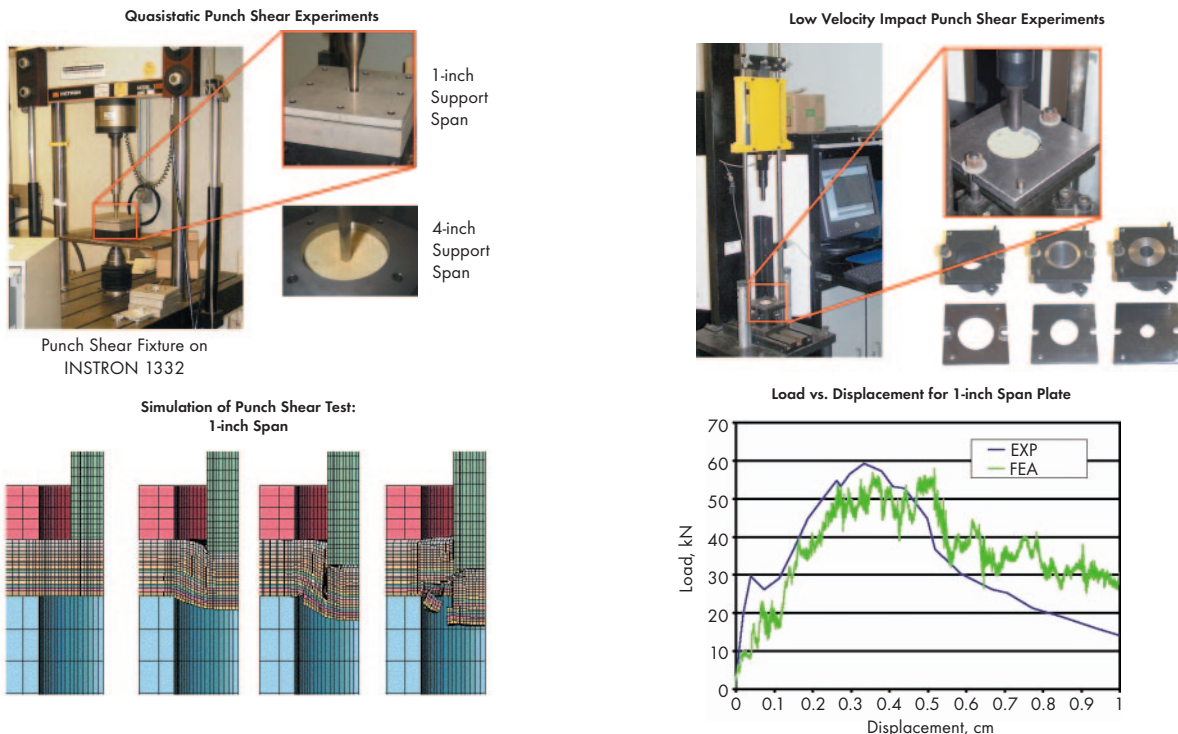 Quasistatic Punch Shear Experiments
1-inch
Support
Span
4-inch
Support
Span
Punch Shear Fixture on
INSTRON 1332
Low Velocity Impact Punch Shear Experiments
Simulation of Punch Shear Test:
1-inch Span
Load vs. Displacement for 1-inch Span Plate
70
60
50
40
30
20
10
0
Load, kN
EXP
FEA
0 0.1 0.2 0.3 0.4 0.5 0.6 0.7 0.8 0.9 1
Displacement, cm